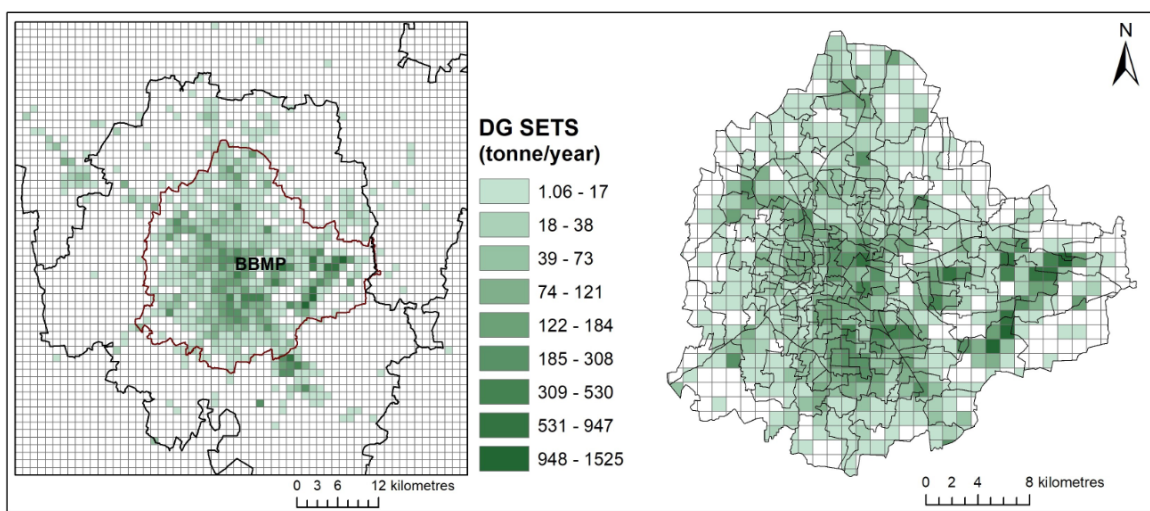 BBMP
0 3 6 12 kilometres
DG SETS
(tonne/year)
1.06 - 17
18 - 38
39 - 73
74 - 121
122 - 184
185 - 308
309 - 530
531 - 947
948 - 1525
N
0 2 4 8 kilometres